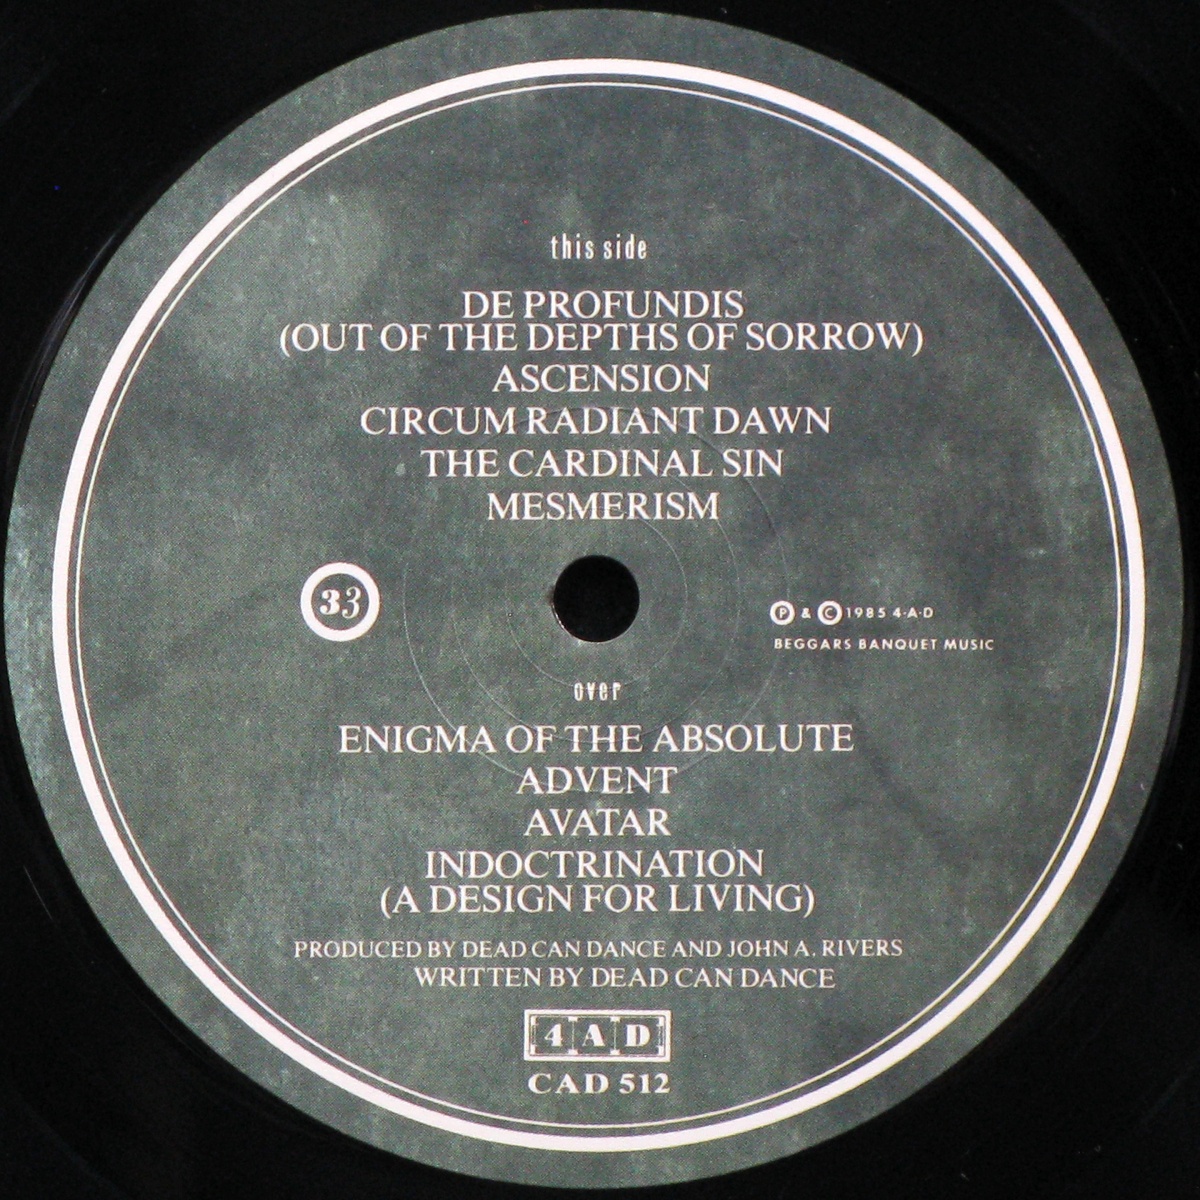 this side
DE PROFUNDIS
(OUT OF THE DEPTHS OF SORROW)
ASCENSION
CIRCUM RADIANT DAWN
THE CARDINAL SIN
MESMERISM
33
Ⓟ & © 1985 4·A·D
BEGGARS BANQUET MUSIC
over
ENIGMA OF THE ABSOLUTE
ADVENT
AVATAR
INDOCTRINATION
(A DESIGN FOR LIVING)
PRODUCED BY DEAD CAN DANCE AND JOHN A. RIVERS
WRITTEN BY DEAD CAN DANCE
4 A D
CAD 512